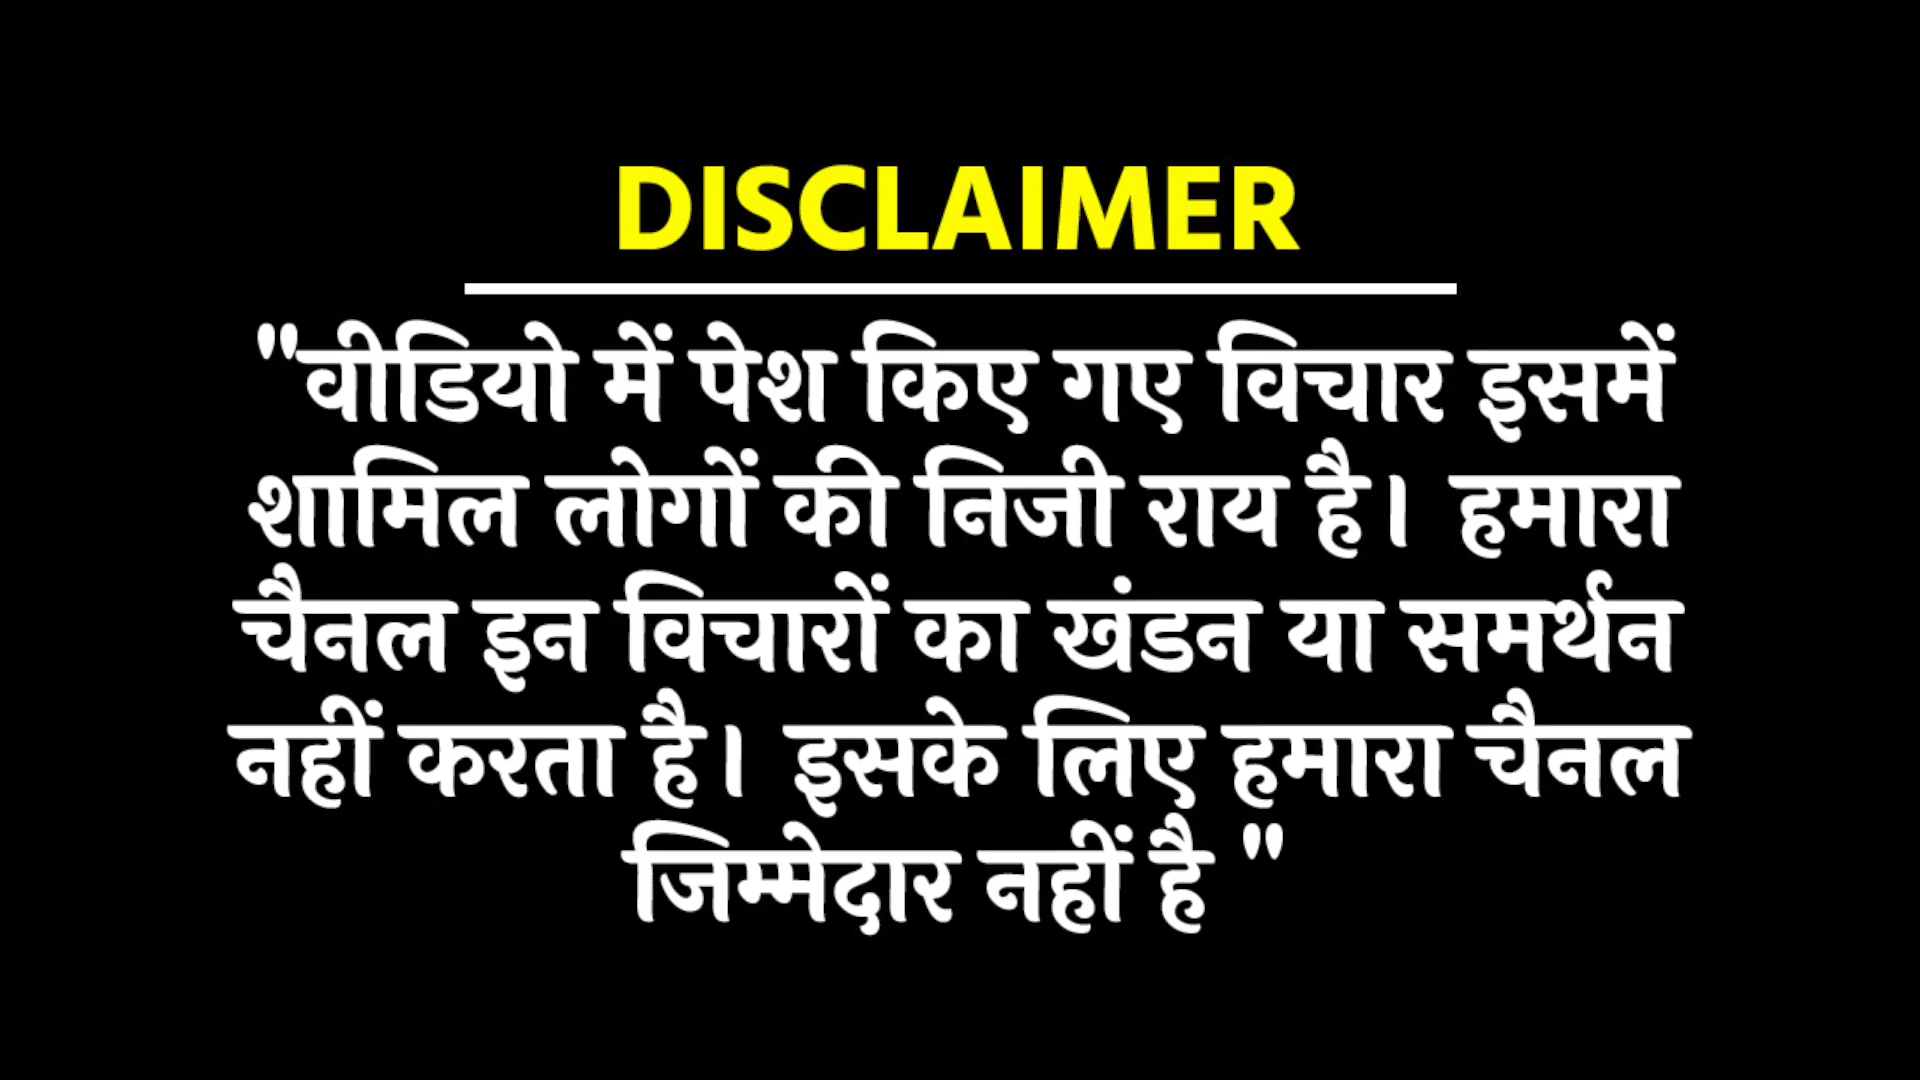 DISCLAIMER
"वीडियो में पेश किए गए विचार इसमें
शामिल लोगों की निजी राय है। हमारा
चैनल इन विचारों का खंडन या समर्थन
नहीं करता है। इसके लिए हमारा चैनल
जिम्मेदार नहीं है "